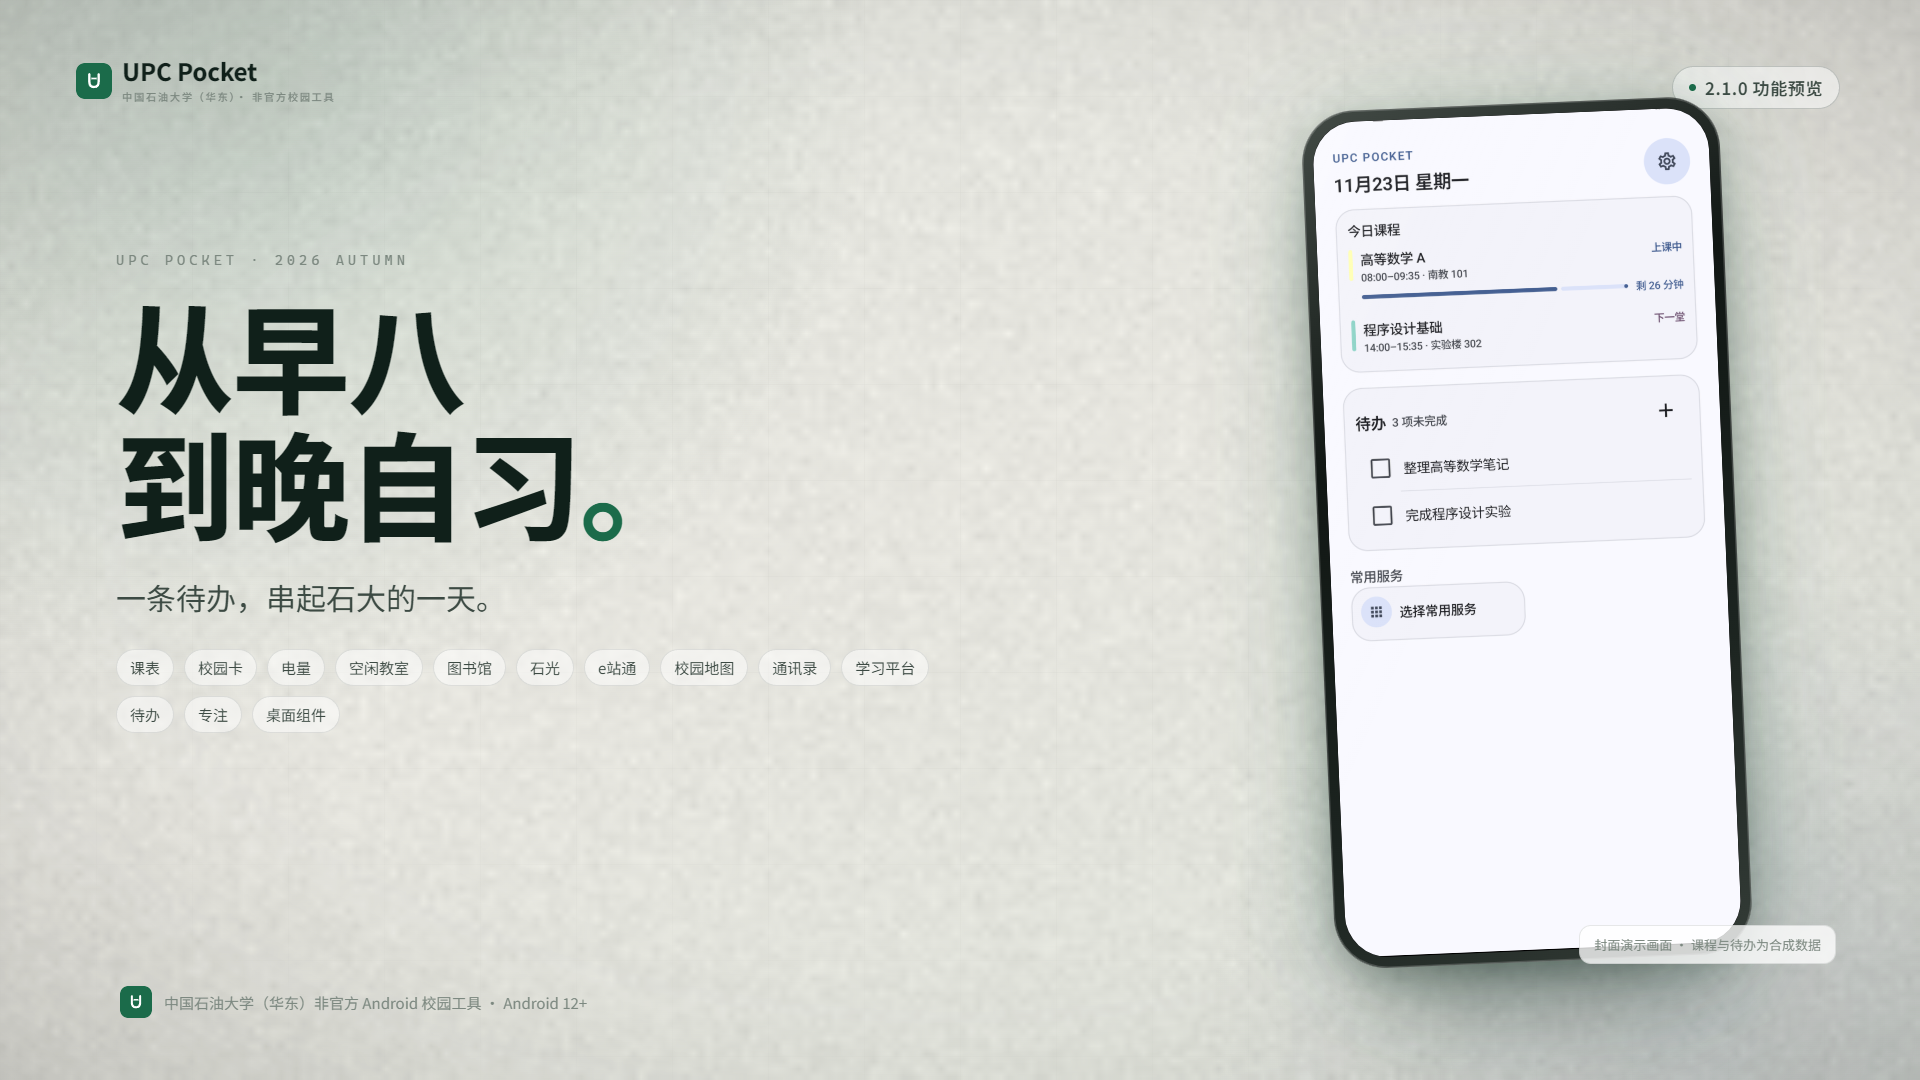 UPC Pocket
中国石油大学（华东）· 非官方校园工具
2.1.0 功能预览
UPC POCKET · 2026 AUTUMN
从早八
到晚自习。
一条待办，串起石大的一天。
课表 校园卡 电量 空闲教室 图书馆 石光 e站通 校园地图 通讯录 学习平台
待办 专注 桌面组件
中国石油大学（华东）非官方 Android 校园工具 · Android 12+
UPC POCKET
11月23日 星期一
今日课程
高等数学 A 上课中
08:00–09:35 · 南教 101
剩 26 分钟
程序设计基础 下一堂
14:00–15:35 · 实验楼 302
待办 3 项未完成
整理高等数学笔记
完成程序设计实验
常用服务
选择常用服务
封面演示画面 · 课程与待办为合成数据